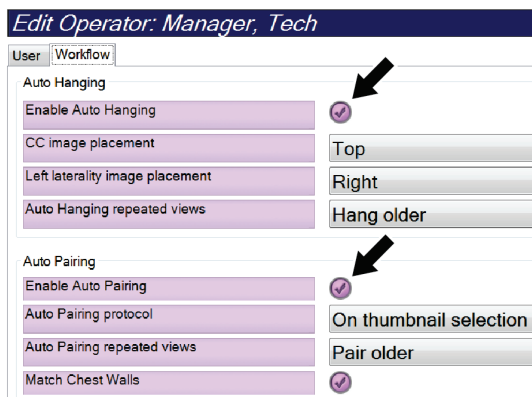 Edit Operator: Manager, Tech
User Workflow
Auto Hanging
Enable Auto Hanging
CC image placement Top
Left laterality image placement Right
Auto Hanging repeated views Hang older
Auto Pairing
Enable Auto Pairing
Auto Pairing protocol On thumbnail selection
Auto Pairing repeated views Pair older
Match Chest Walls